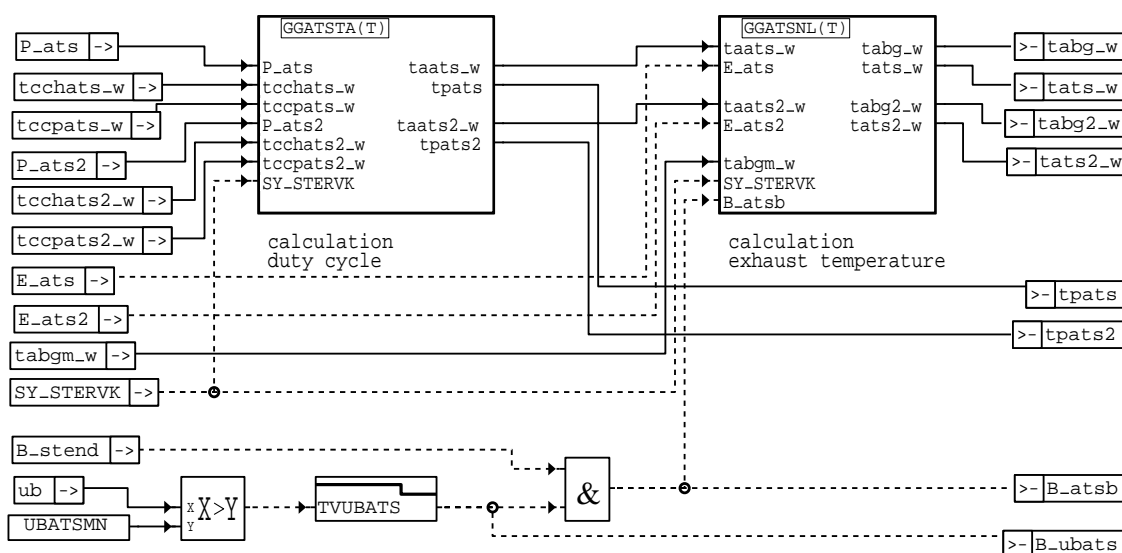 GGATSTA(T)
GGATSNL(T)
P_ats ->
tcchats_w ->
tccpats_w ->
P_ats2 ->
tcchats2_w ->
tccpats2_w ->
E_ats ->
E_ats2 ->
tabgm_w ->
SY_STERVK ->
B_stend ->
ub ->
UBATSMN
P_ats
tcchats_w
tccpats_w
P_ats2
tcchats2_w
tccpats2_w
SY_STERVK
taats_w
tpats
taats2_w
tpats2
calculation
duty cycle
taats_w
E_ats
taats2_w
E_ats2
tabgm_w
SY_STERVK
B_atsb
tabg_w
tats_w
tabg2_w
tats2_w
calculation
exhaust temperature
>- tabg_w
>- tats_w
>- tabg2_w
>- tats2_w
>- tpats
>- tpats2
X
Y
X>Y
TVUBATS
&
>- B_atsb
>- B_ubats